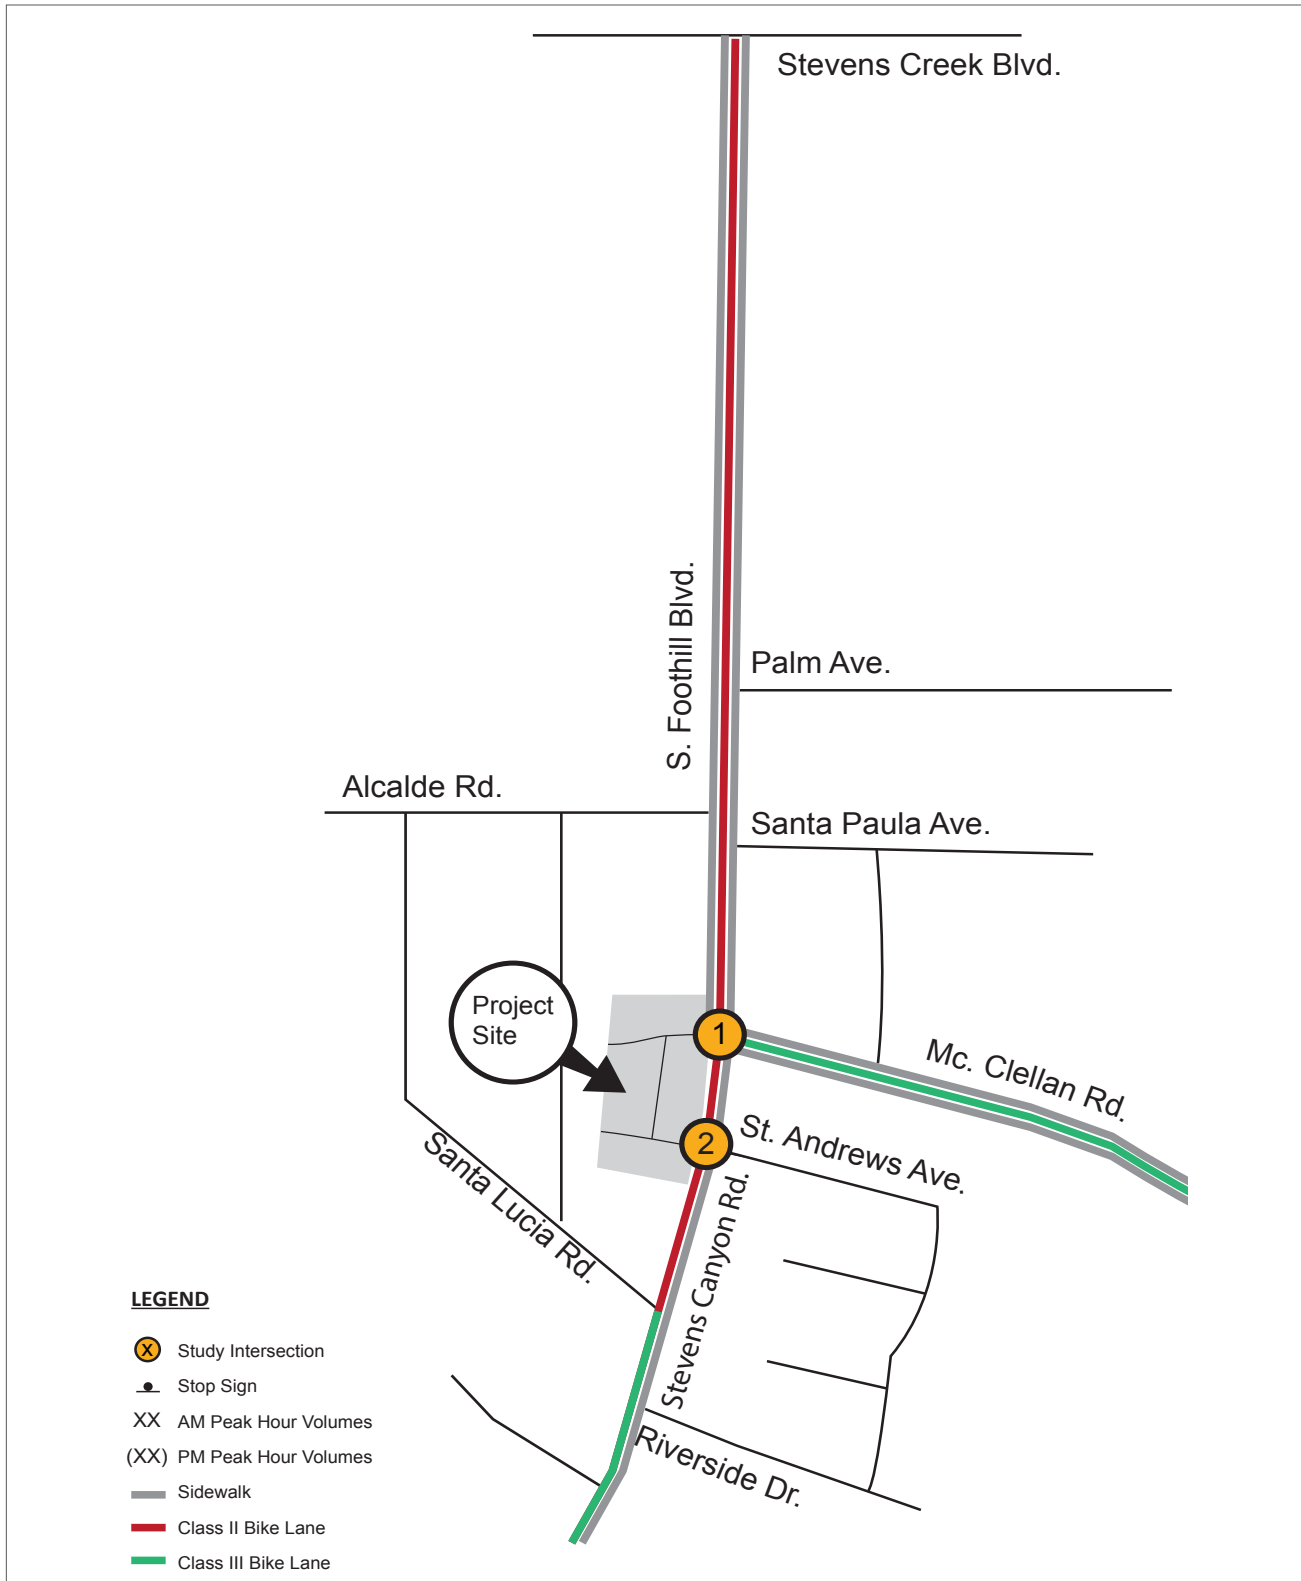 Stevens Creek Blvd.
S. Foothill Blvd.
Palm Ave.
Alcalde Rd.
Santa Paula Ave.
Project
Site
1
Mc. Clellan Rd.
2
St. Andrews Ave.
Santa Lucia Rd.
Stevens Canyon Rd.
Riverside Dr.
LEGEND
X Study Intersection
Stop Sign
XX AM Peak Hour Volumes
(XX) PM Peak Hour Volumes
Sidewalk
Class II Bike Lane
Class III Bike Lane